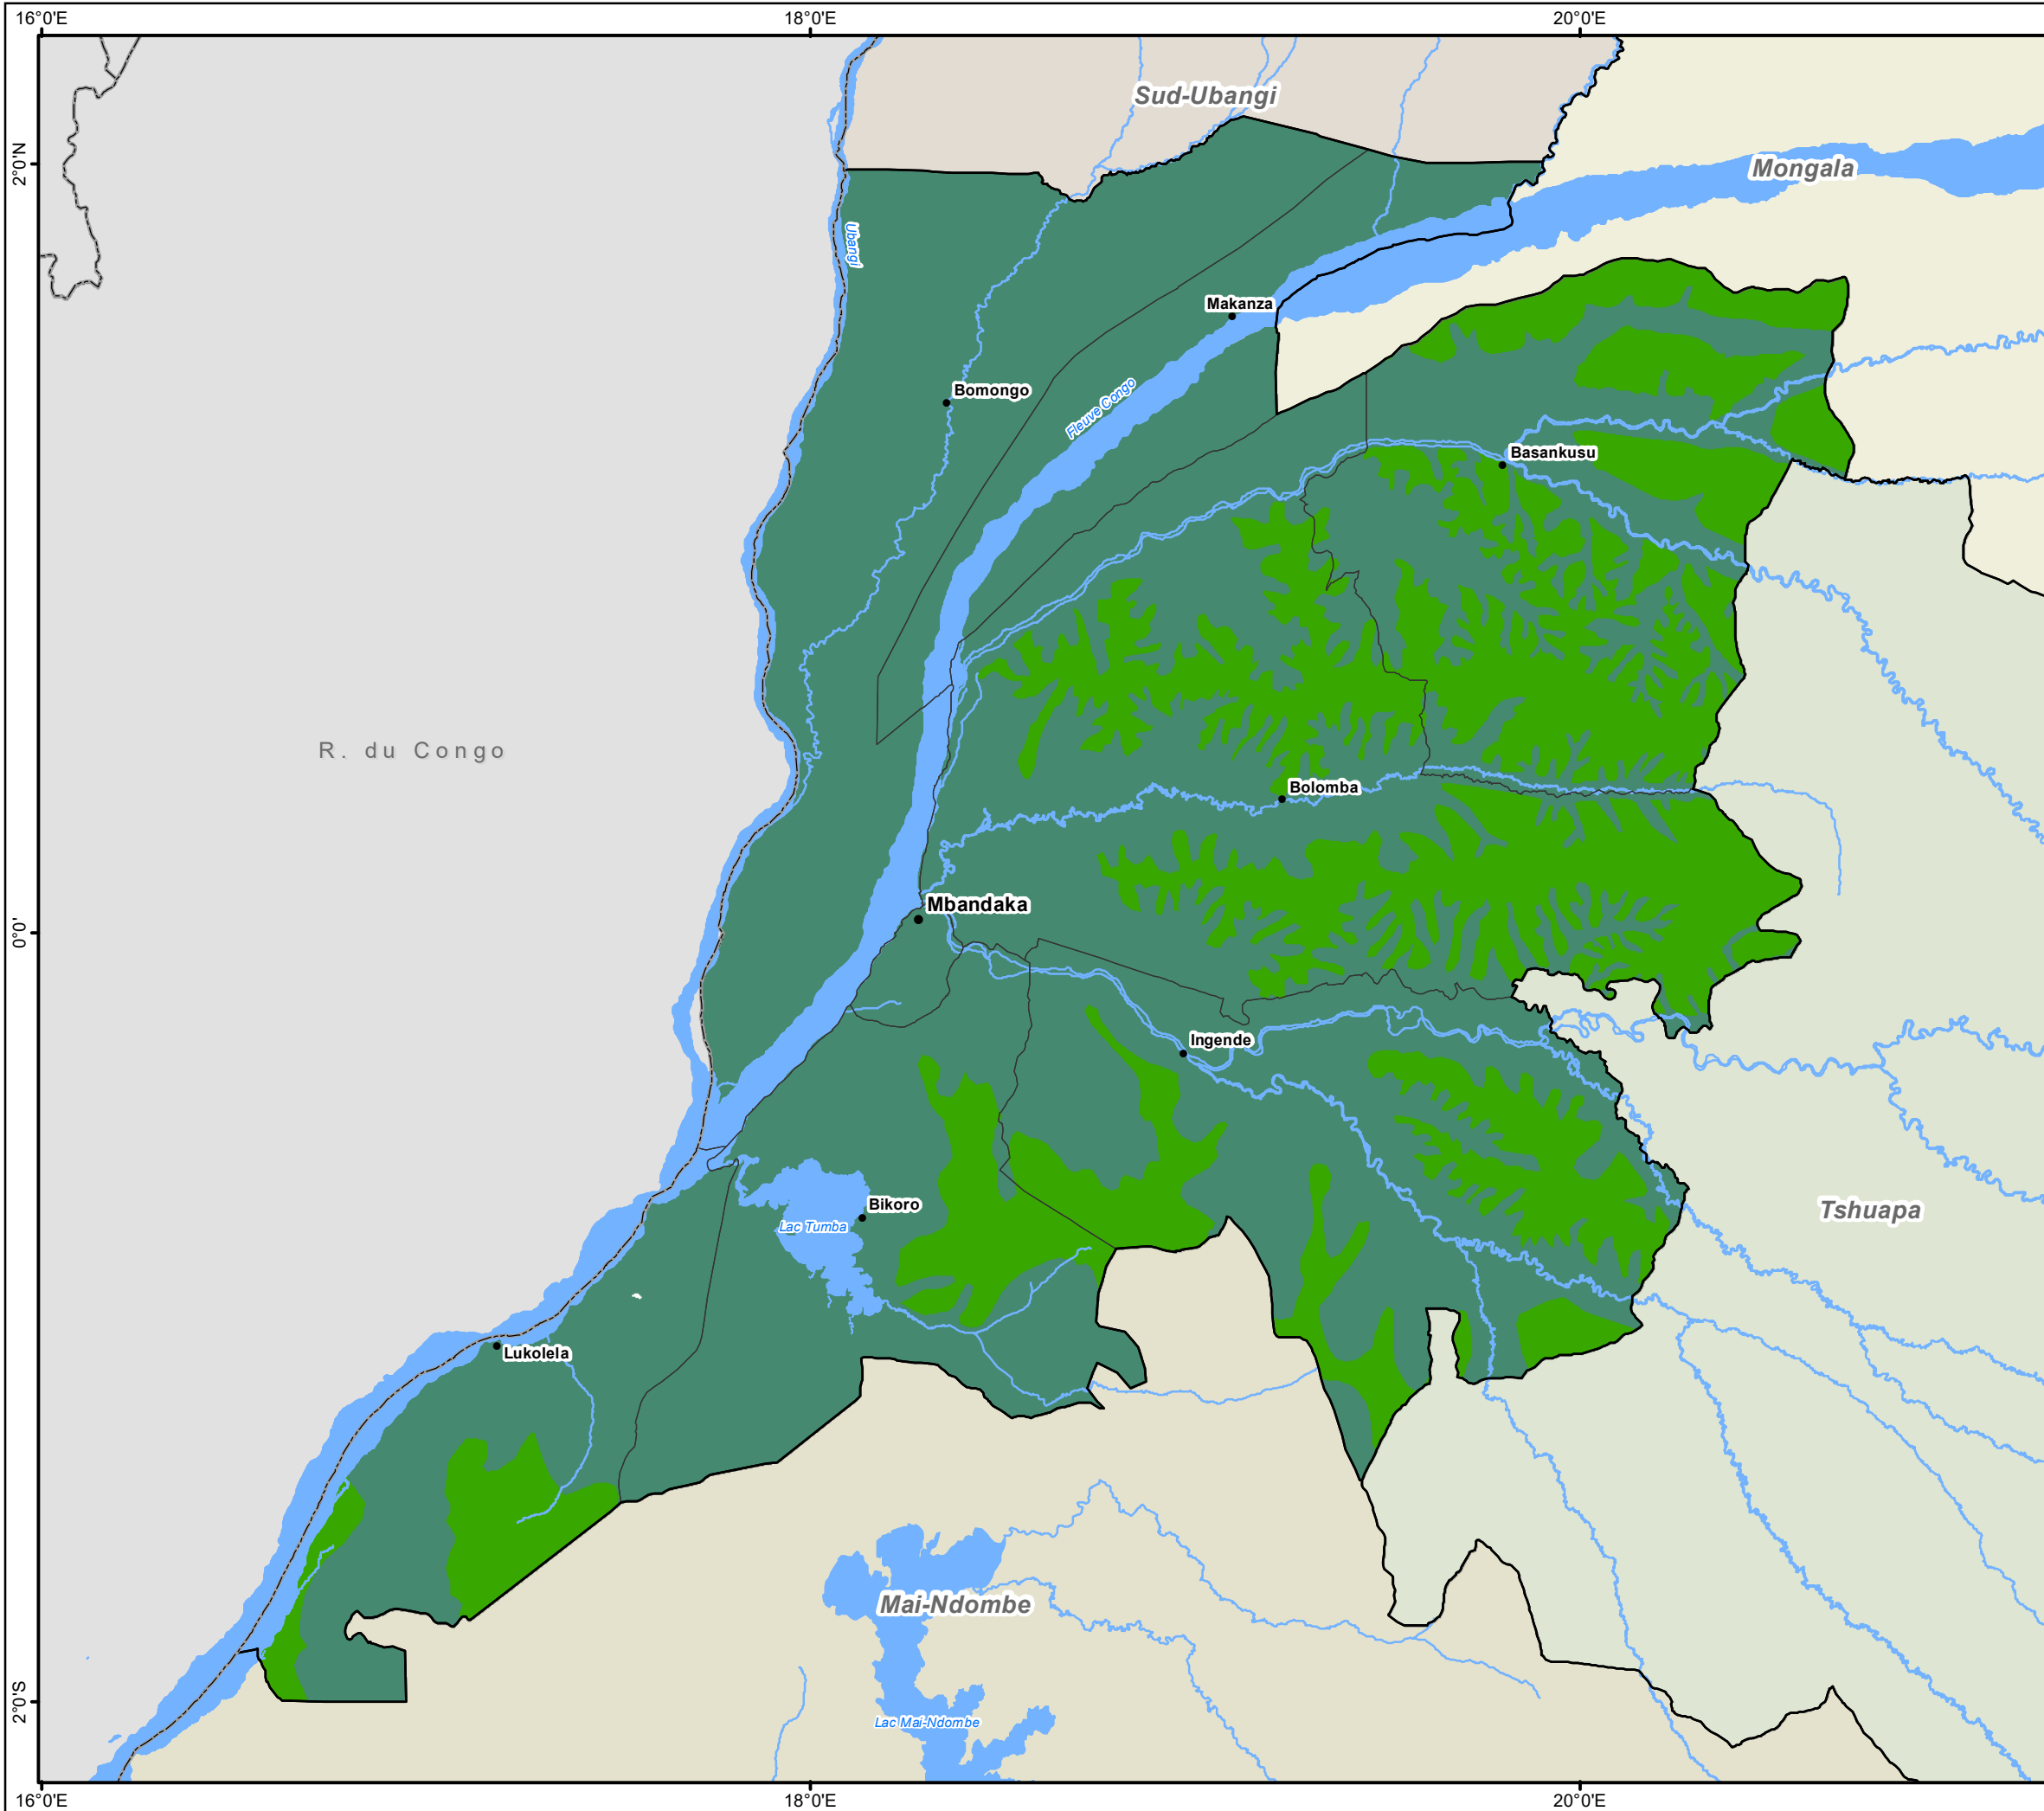 16°0'E
18°0'E
20°0'E
Sud-Ubangi
2°0'N
Mongala
Ubangi
Makanza
Bomongo
Fleuve Congo
Basankusu
R. du Congo
Bolomba
Mbandaka
0°0'
Ingende
Bikoro
Lac Tumba
Tshuapa
Lukolela
Mai-Ndombe
2°0'S
Lac Mai-Ndombe
16°0'E
18°0'E
20°0'E